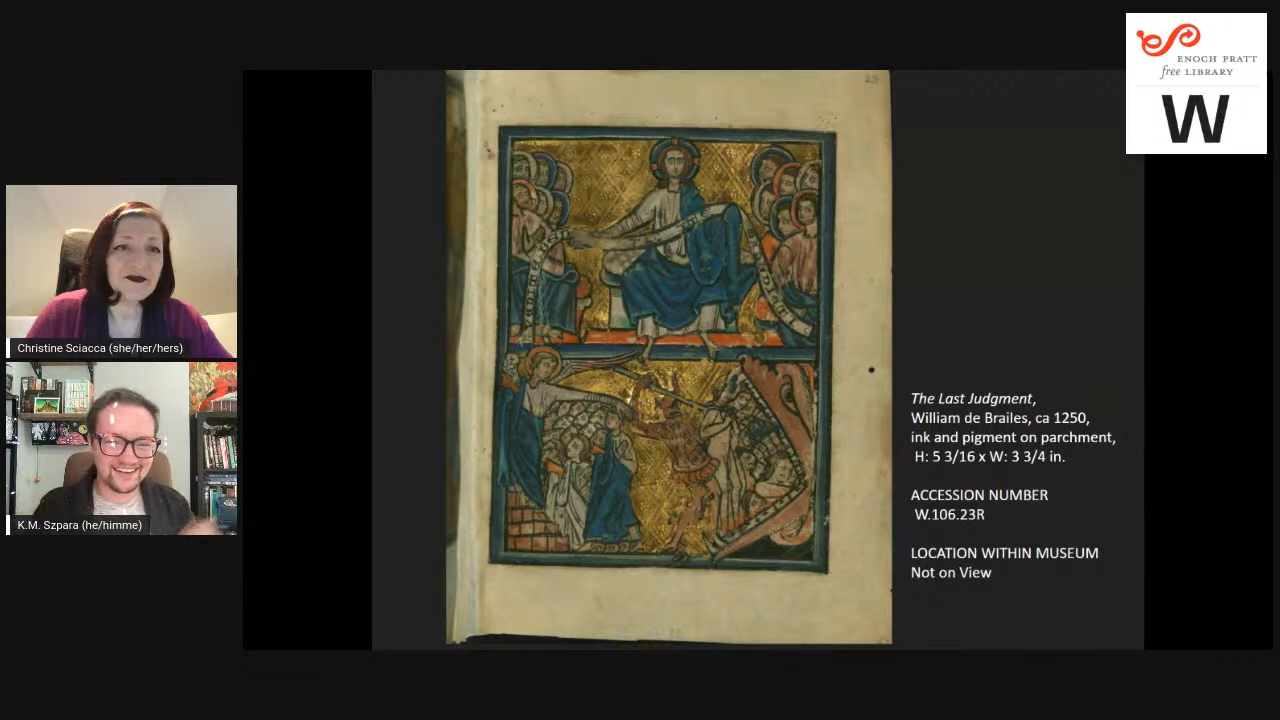 ENOCH PRATT
free LIBRARY
W
Christine Sciacca (she/her/hers)
K.M. Szpara (he/himme)
The Last Judgment,
William de Brailes, ca 1250,
ink and pigment on parchment,
H: 5 3/16 x W: 3 3/4 in.
ACCESSION NUMBER
W.106.23R
LOCATION WITHIN MUSEUM
Not on View